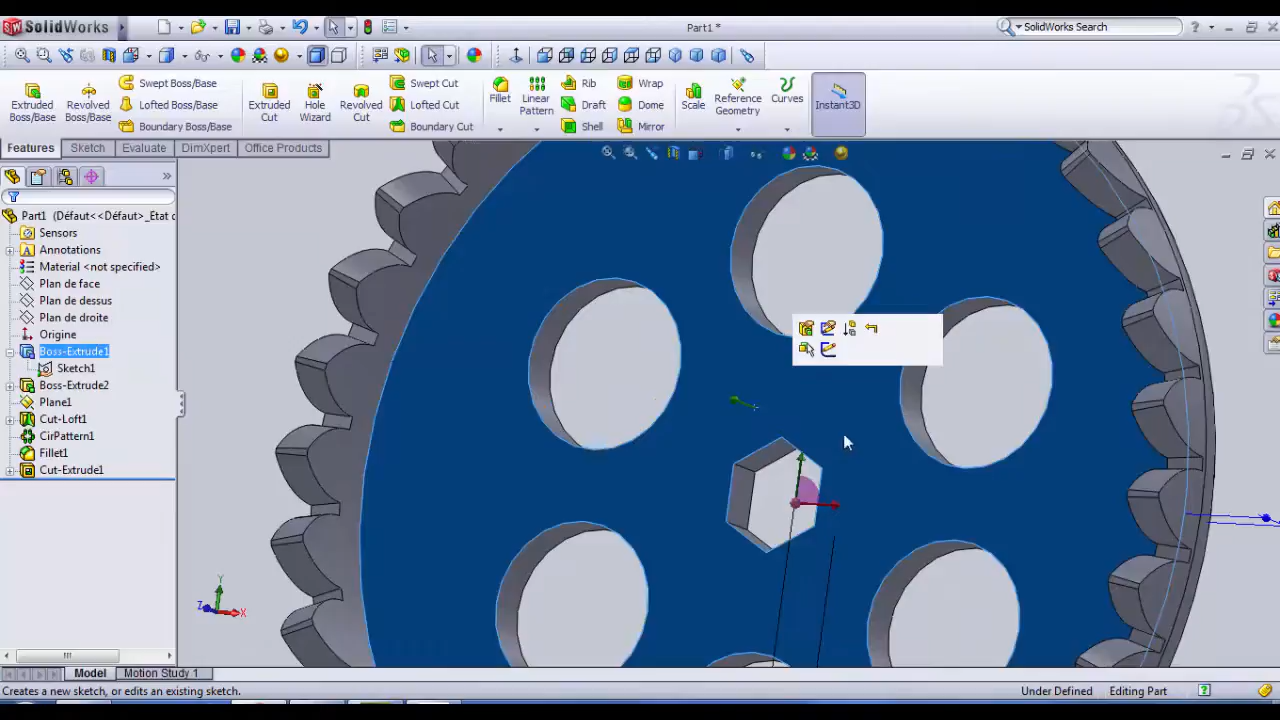 SolidWorks
Part1 *
SolidWorks Search
Extruded Boss/Base
Revolved Boss/Base
Swept Boss/Base
Lofted Boss/Base
Boundary Boss/Base
Extruded Cut
Hole Wizard
Revolved Cut
Swept Cut
Lofted Cut
Boundary Cut
Fillet
Linear Pattern
Rib
Draft
Shell
Wrap
Dome
Mirror
Scale
Reference Geometry
Curves
Instant3D
Features
Sketch
Evaluate
DimXpert
Office Products
Part1 (Défaut<<Défaut>_Etat c
Sensors
Annotations
Material <not specified>
Plan de face
Plan de dessus
Plan de droite
Origine
Boss-Extrude1
Sketch1
Boss-Extrude2
Plane1
Cut-Loft1
CirPattern1
Fillet1
Cut-Extrude1
Y
Z
X
Model
Motion Study 1
Creates a new sketch, or edits an existing sketch.
Under Defined
Editing Part